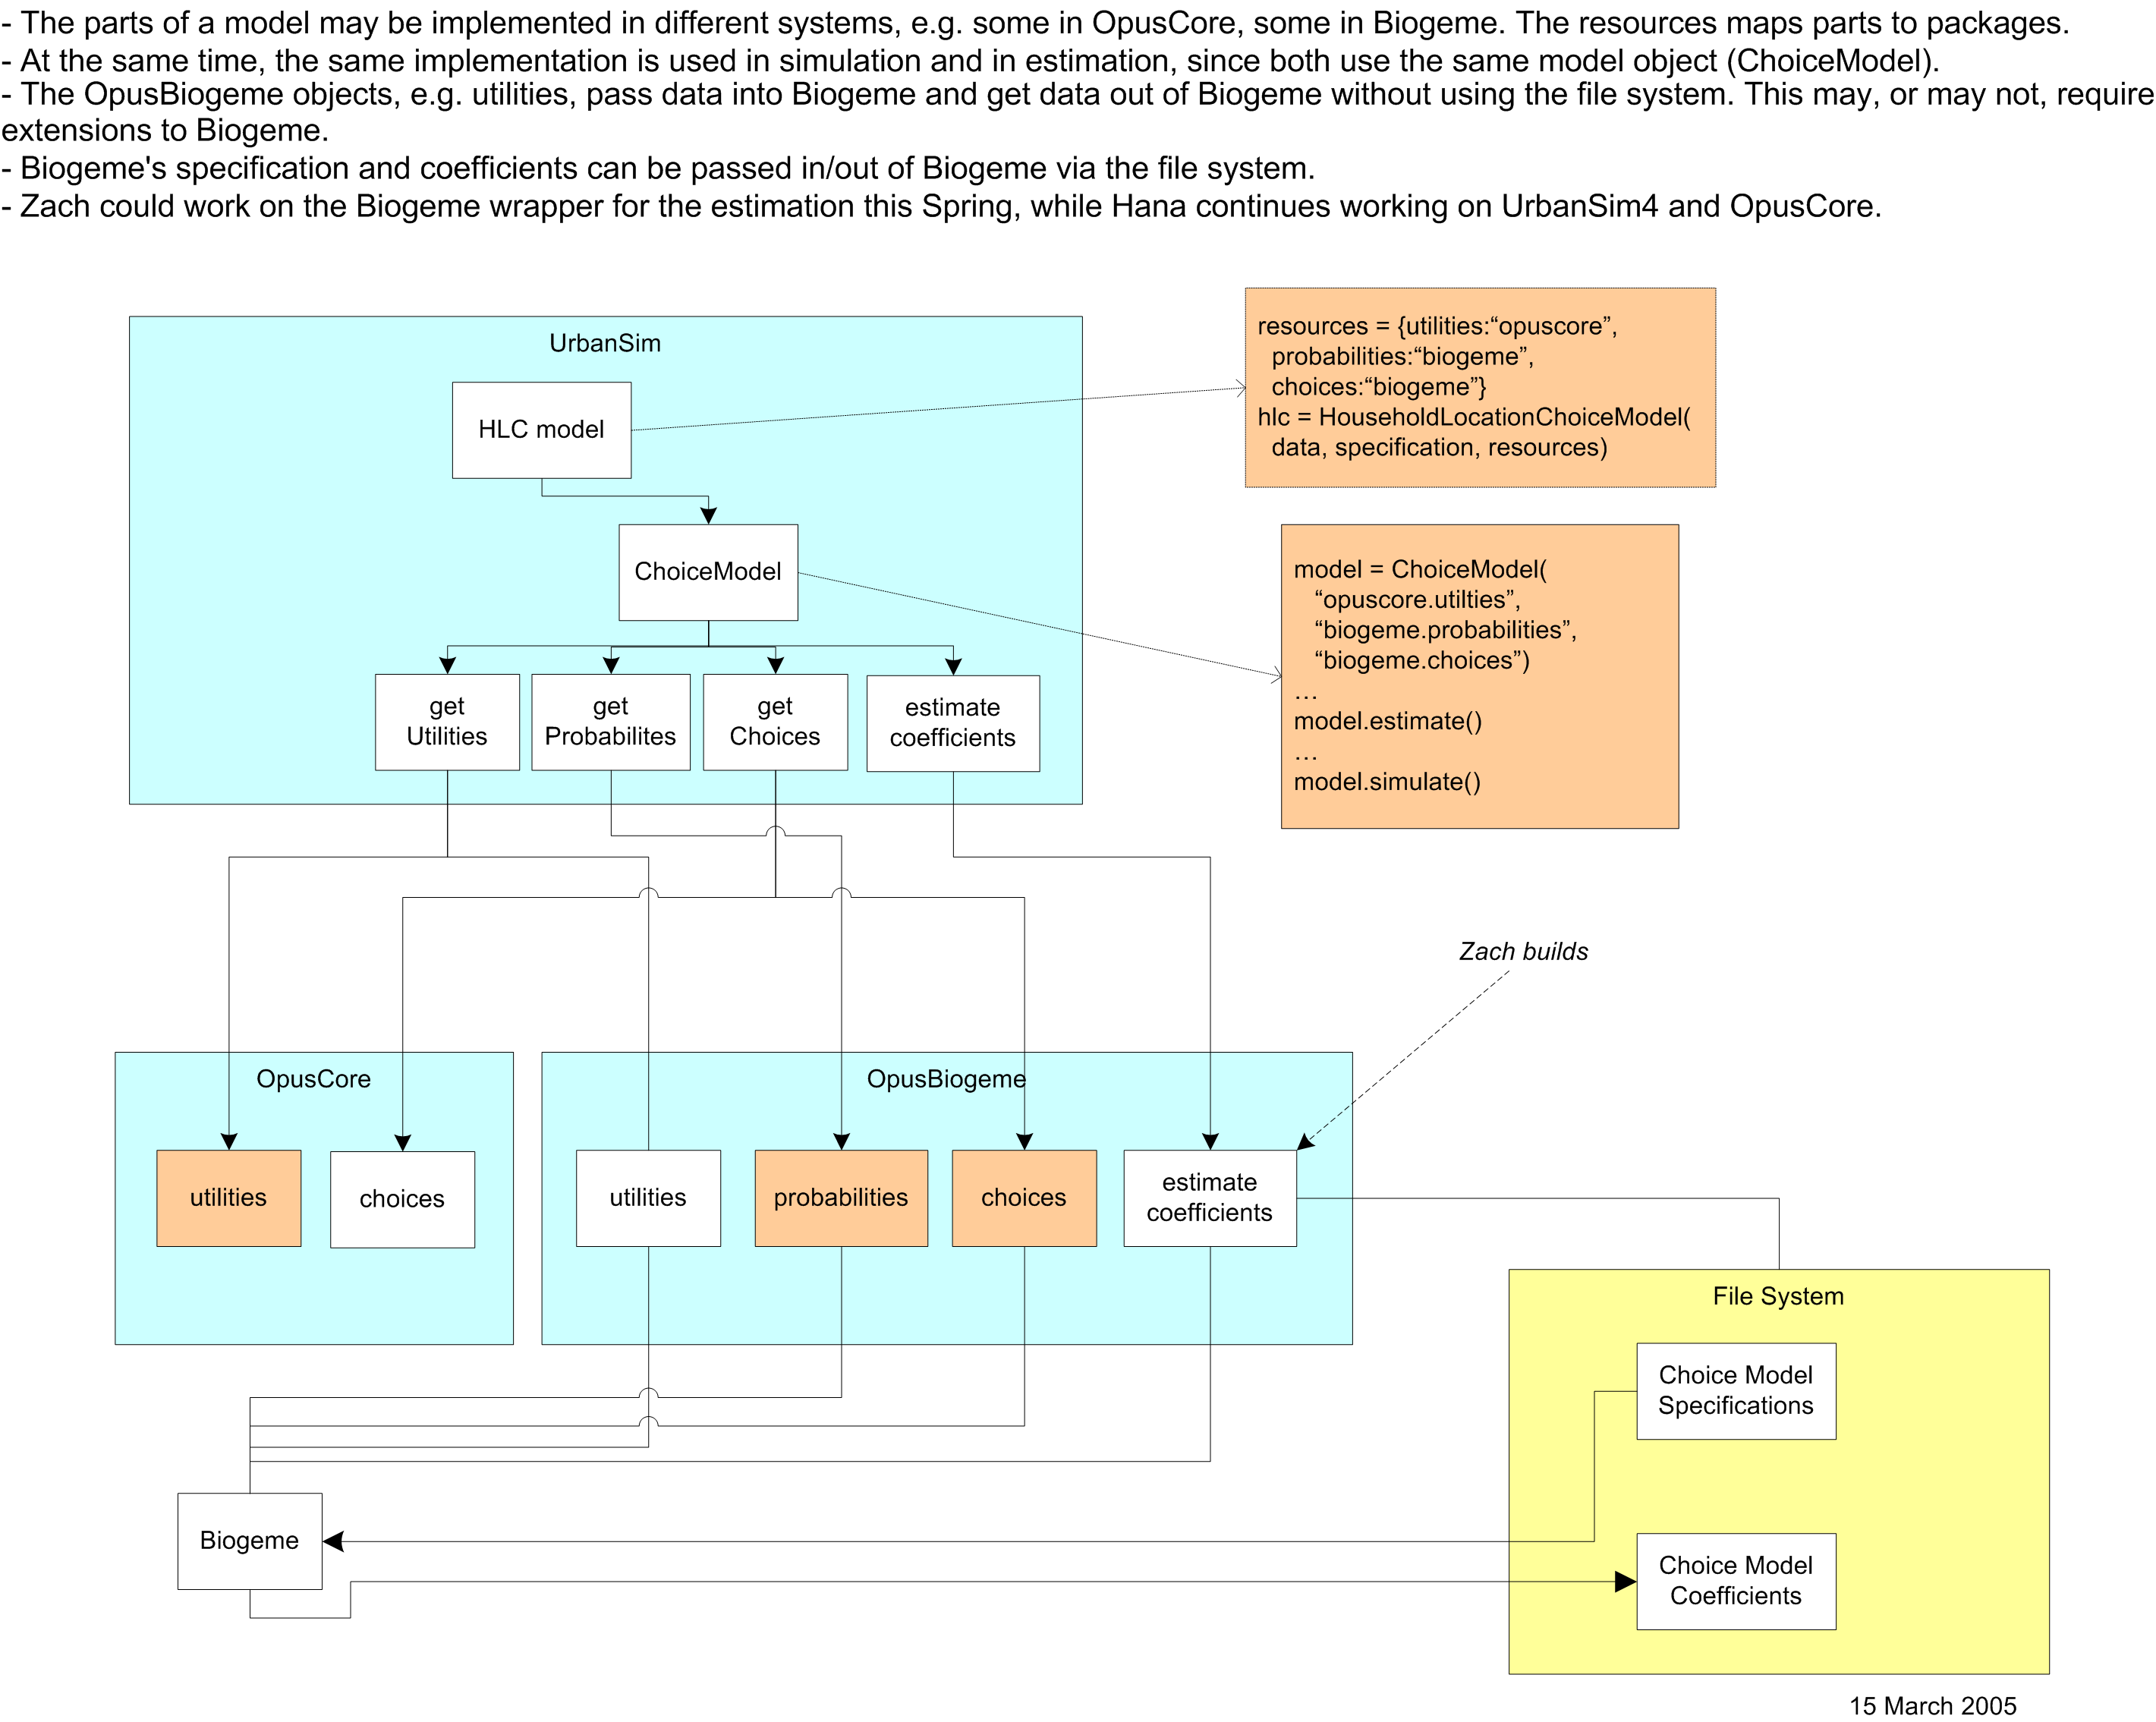 - The parts of a model may be implemented in different systems, e.g. some in OpusCore, some in Biogeme. The resources maps parts to packages.
- At the same time, the same implementation is used in simulation and in estimation, since both use the same model object (ChoiceModel).
- The OpusBiogeme objects, e.g. utilities, pass data into Biogeme and get data out of Biogeme without using the file system. This may, or may not, require
extensions to Biogeme.
- Biogeme's specification and coefficients can be passed in/out of Biogeme via the file system.
- Zach could work on the Biogeme wrapper for the estimation this Spring, while Hana continues working on UrbanSim4 and OpusCore.
UrbanSim
HLC model
resources = {utilities:“opuscore”,
probabilities:“biogeme”,
choices:“biogeme”}
hlc = HouseholdLocationChoiceModel(
data, specification, resources)
ChoiceModel
model = ChoiceModel(
“opuscore.utilties”,
“biogeme.probabilities”,
“biogeme.choices”)
…
model.estimate()
…
model.simulate()
get
Utilities
get
Probabilites
get
Choices
estimate
coefficients
Zach builds
OpusCore
utilities
choices
OpusBiogeme
utilities
probabilities
choices
estimate
coefficients
File System
Choice Model
Specifications
Biogeme
Choice Model
Coefficients
15 March 2005